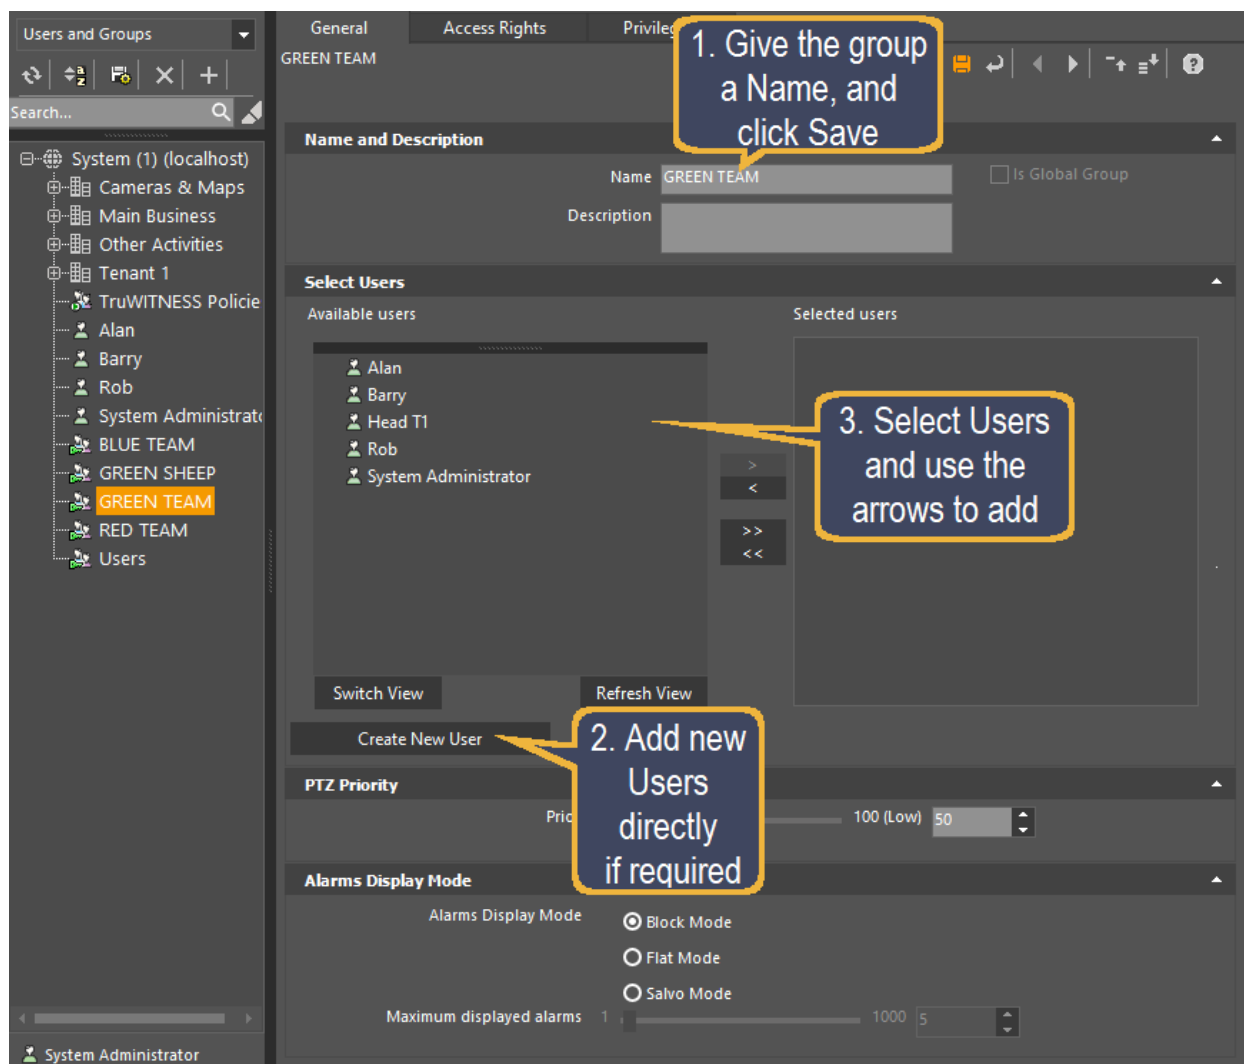 Users and Groups
Search...
System (1) (localhost)
Cameras & Maps
Main Business
Other Activities
Tenant 1
TruWITNESS Policie
Alan
Barry
Rob
System Administrat
BLUE TEAM
GREEN SHEEP
GREEN TEAM
RED TEAM
Users
System Administrator
General Access Rights
GREEN TEAM
1. Give the group
a Name, and
click Save
Name and Description
Name GREEN TEAM Is Global Group
Description
Select Users
Available users Selected users
Alan
Barry
Head T1
Rob
System Administrator
>
<
>>
<<
3. Select Users
and use the
arrows to add
Switch View Refresh View
Create New User
2. Add new
Users
directly
if required
PTZ Priority
100 (Low) 50
Alarms Display Mode
Alarms Display Mode Block Mode
Flat Mode
Salvo Mode
Maximum displayed alarms 1 1000 5